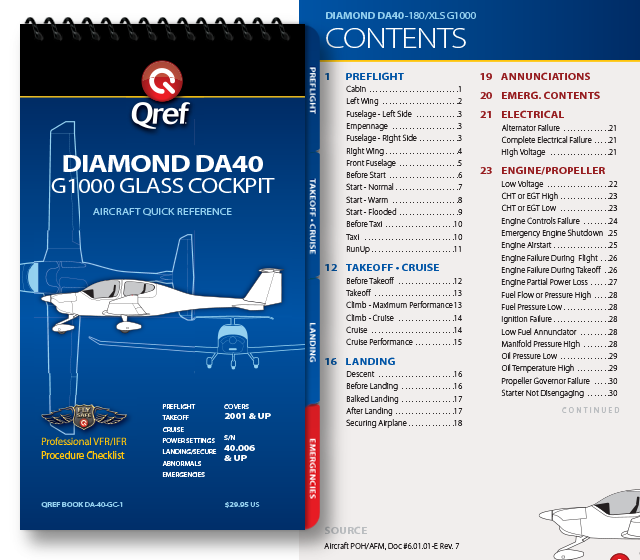 Qref
DIAMOND DA40
G1000 GLASS COCKPIT
AIRCRAFT QUICK REFERENCE
FLY
SAFE
Professional VFR/IFR
Procedure Checklist
PREFLIGHT
TAKEOFF
CRUISE
POWER SETTINGS
LANDING/SECURE
ABNORMALS
EMERGENCIES
COVERS
2001 & UP
S/N
40.006
& UP
QREF BOOK DA-40-GC-1
$29.95 US
PREFLIGHT
TAKEOFF • CRUISE
LANDING
EMERGENCIES
DIAMOND DA40-180/XLS G1000
CONTENTS
1 PREFLIGHT
Cabin ..............................1
Left Wing ..............................2
Fuselage - Left Side ..............................3
Empennage ..............................3
Fuselage - Right Side ..............................3
Right Wing ..............................4
Front Fuselage ..............................5
Before Start ..............................6
Start - Normal ..............................7
Start - Warm ..............................8
Start - Flooded ..............................9
Before Taxi ..............................10
Taxi ..............................10
RunUp ..............................11
12 TAKEOFF • CRUISE
Before Takeoff ..............................12
Takeoff ..............................13
Climb - Maximum Performance 13
Climb - Cruise ..............................14
Cruise ..............................14
Cruise Performance ..............................15
16 LANDING
Descent ..............................16
Before Landing ..............................16
Balked Landing ..............................17
After Landing ..............................17
Securing Airplane ..............................18
19 ANNUNCIATIONS
20 EMERG. CONTENTS
21 ELECTRICAL
Alternator Failure ..............................21
Complete Electrical Failure .....21
High Voltage ..............................21
23 ENGINE/PROPELLER
Low Voltage ..............................22
CHT or EGT High ..............................23
CHT or EGT Low ..............................23
Engine Controls Failure ..............................24
Emergency Engine Shutdown .25
Engine Airstart ..............................25
Engine Failure During Flight ...26
Engine Failure During Takeoff ..26
Engine Partial Power Loss ......27
Fuel Flow or Pressure High ....28
Fuel Pressure Low ..............................28
Ignition Failure ..............................28
Low Fuel Annunciator ..............................28
Manifold Pressure High ........28
Oil Pressure Low ..............................29
Oil Temperature High ..............................29
Propeller Governor Failure ....30
Starter Not Disengaging .......30
CONTINUED
SOURCE
Aircraft POH/AFM, Doc #6.01.01-E Rev. 7